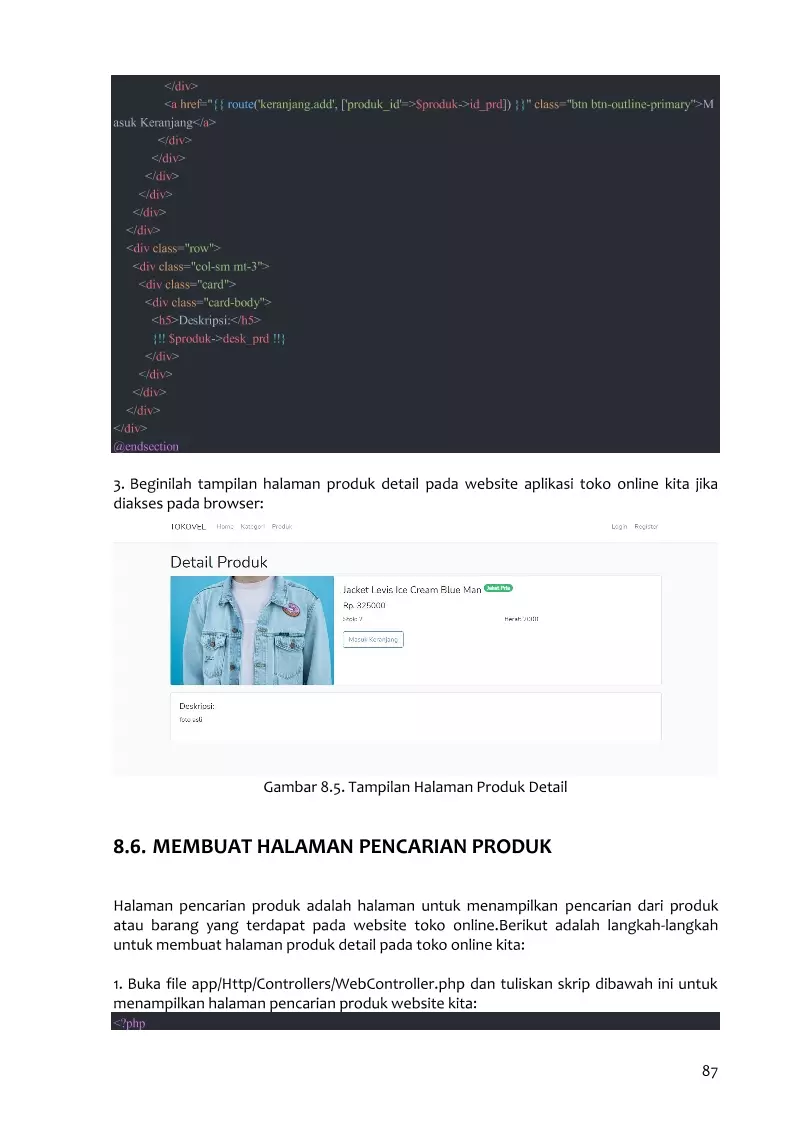 </div>
<a href="{{ route('keranjang.add', ['produk_id'=>$produk->id_prd]) }}" class="btn btn-outline-primary">M
asuk Keranjang</a>
</div>
</div>
</div>
</div>
</div>
</div>
<div class="row">
<div class="col-sm mt-3">
<div class="card">
<div class="card-body">
<h5>Deskripsi:</h5>
{!! $produk->desk_prd !!}
</div>
</div>
</div>
</div>
</div>
@endsection
3. Beginilah tampilan halaman produk detail pada website aplikasi toko online kita jika
diakses pada browser:
TOKOVEL Home Kategori Produk Login Register
Detail Produk
Jacket Levis Ice Cream Blue Man Jaket Pria
Rp. 325000
Stok: 7 Berat: 2000
Masuk Keranjang
Deskripsi:
foto asli
Gambar 8.5. Tampilan Halaman Produk Detail
8.6. MEMBUAT HALAMAN PENCARIAN PRODUK
Halaman pencarian produk adalah halaman untuk menampilkan pencarian dari produk
atau barang yang terdapat pada website toko online.Berikut adalah langkah-langkah
untuk membuat halaman produk detail pada toko online kita:
1. Buka file app/Http/Controllers/WebController.php dan tuliskan skrip dibawah ini untuk
menampilkan halaman pencarian produk website kita:
<?php
87